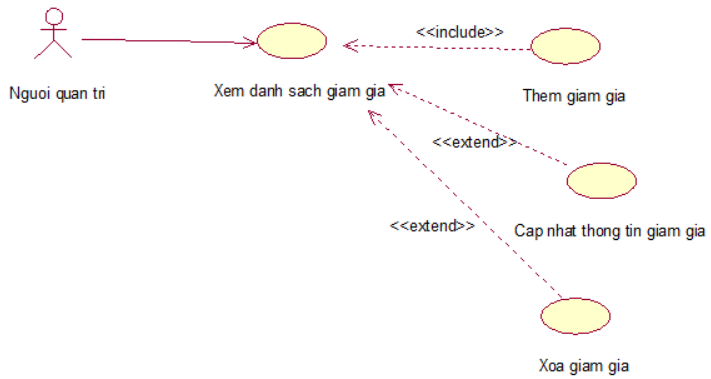 <<include>>
Nguoi quan tri
Xem danh sach giam gia
Them giam gia
<<extend>>
<<extend>>
Cap nhat thong tin giam gia
Xoa giam gia